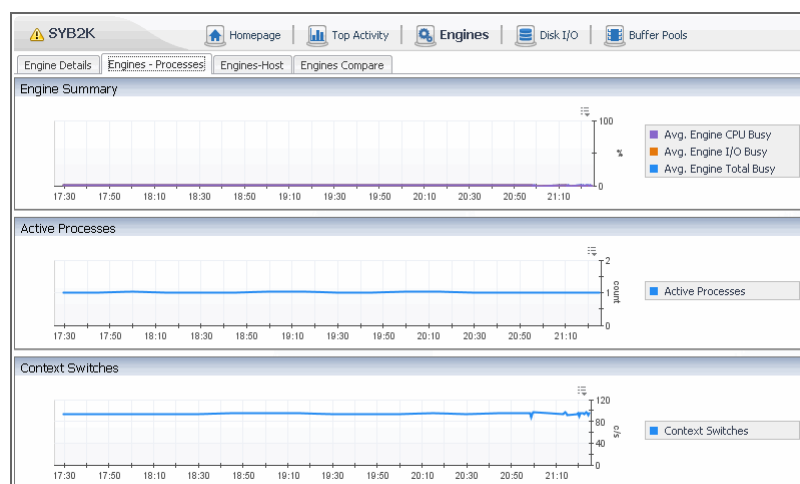 SYB2K Homepage Top Activity Engines Disk I/O Buffer Pools
Engine Details Engines - Processes Engines-Host Engines Compare
Engine Summary
100
%
0
Avg. Engine CPU Busy
Avg. Engine I/O Busy
Avg. Engine Total Busy
17:30 17:50 18:10 18:30 18:50 19:10 19:30 19:50 20:10 20:30 20:50 21:10
Active Processes
2
1
0
count
Active Processes
17:30 17:50 18:10 18:30 18:50 19:10 19:30 19:50 20:10 20:30 20:50 21:10
Context Switches
120
80
40
0
c/s
Context Switches
17:30 17:50 18:10 18:30 18:50 19:10 19:30 19:50 20:10 20:30 20:50 21:10